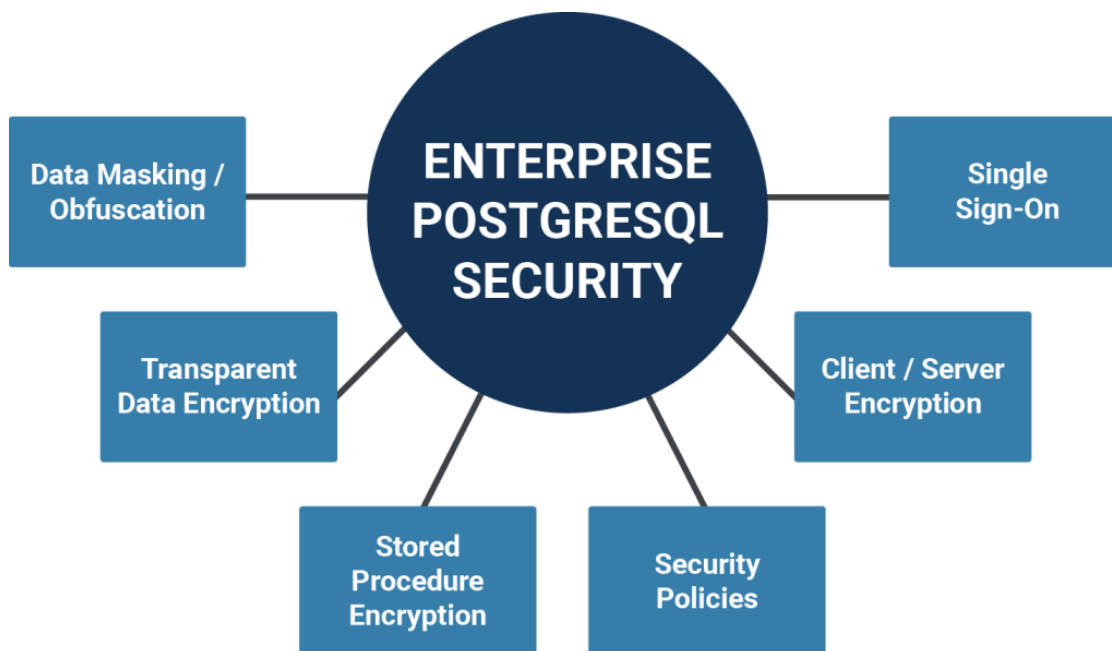 ENTERPRISE
POSTGRESQL
SECURITY
Data Masking /
Obfuscation
Single
Sign-On
Transparent
Data Encryption
Client / Server
Encryption
Stored
Procedure
Encryption
Security
Policies